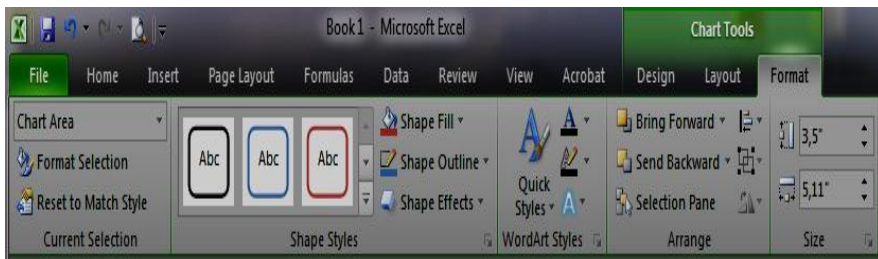 Book1 - Microsoft Excel
Chart Tools
File Home Insert Page Layout Formulas Data Review View Acrobat Design Layout Format
Chart Area
Format Selection
Reset to Match Style
Current Selection
Abc Abc Abc
Shape Fill
Shape Outline
Shape Effects
Shape Styles
Quick
Styles
WordArt Styles
Bring Forward
Send Backward
Selection Pane
Arrange
3,5"
5,11"
Size